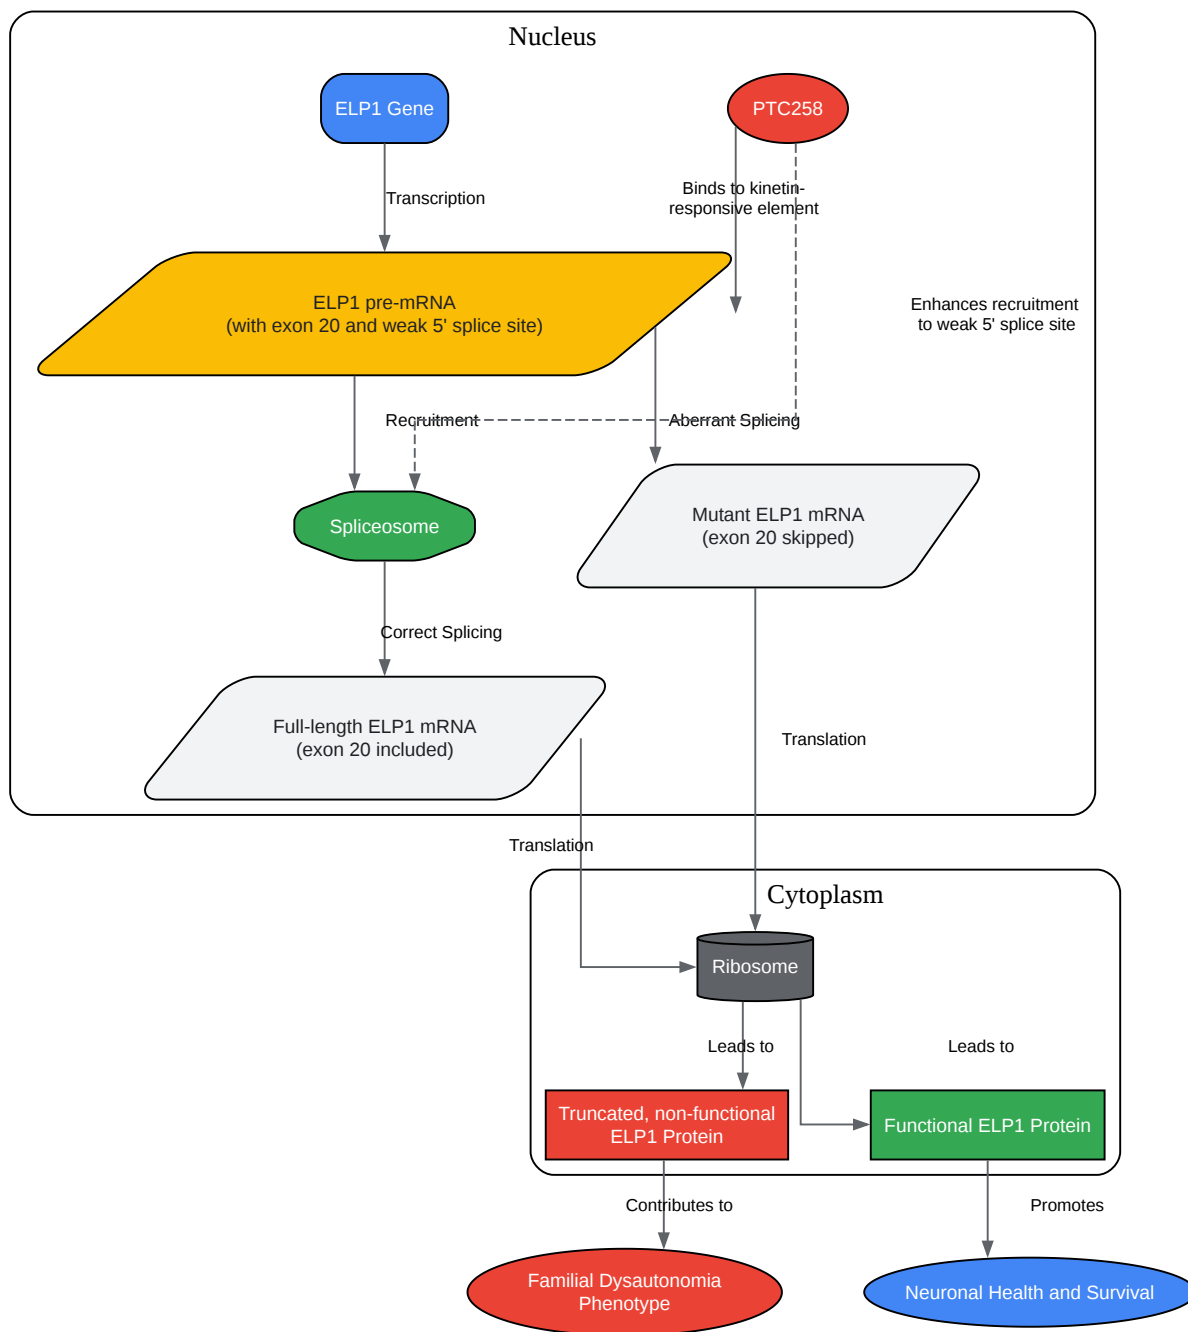 Nucleus
ELP1 Gene
PTC258
Transcription
Binds to kinetin-
responsive element
ELP1 pre-mRNA
(with exon 20 and weak 5' splice site)
Enhances recruitment
to weak 5' splice site
Recruitment
Aberrant Splicing
Spliceosome
Mutant ELP1 mRNA
(exon 20 skipped)
Correct Splicing
Full-length ELP1 mRNA
(exon 20 included)
Translation
Translation
Cytoplasm
Ribosome
Leads to
Leads to
Truncated, non-functional
ELP1 Protein
Functional ELP1 Protein
Contributes to
Promotes
Familial Dysautonomia
Phenotype
Neuronal Health and Survival